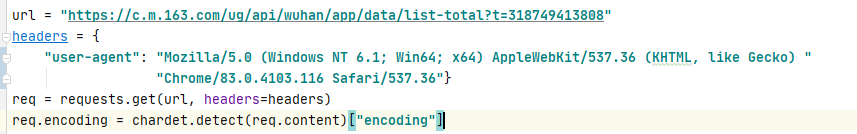 url = "https://c.m.163.com/ug/api/wuhan/app/data/list-total?t=318749413808"
headers = {
    "user-agent": "Mozilla/5.0 (Windows NT 6.1; Win64; x64) AppleWebKit/537.36 (KHTML, like Gecko) "
                  "Chrome/83.0.4103.116 Safari/537.36"}
req = requests.get(url, headers=headers)
req.encoding = chardet.detect(req.content)["encoding"]